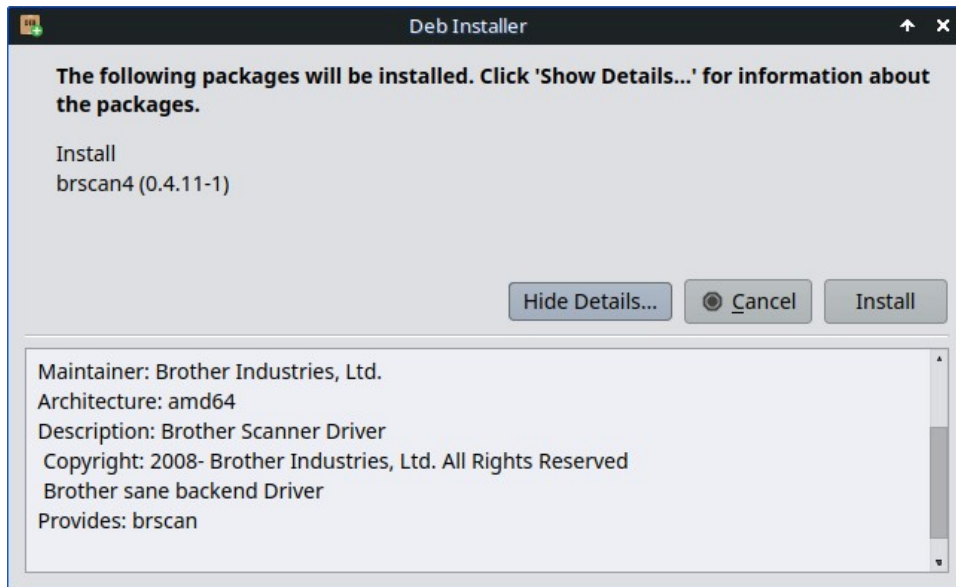 Deb Installer
The following packages will be installed. Click 'Show Details...' for information about
the packages.
Install
brscan4 (0.4.11-1)
Hide Details...
Cancel
Install
Maintainer: Brother Industries, Ltd.
Architecture: amd64
Description: Brother Scanner Driver
Copyright: 2008- Brother Industries, Ltd. All Rights Reserved
Brother sane backend Driver
Provides: brscan